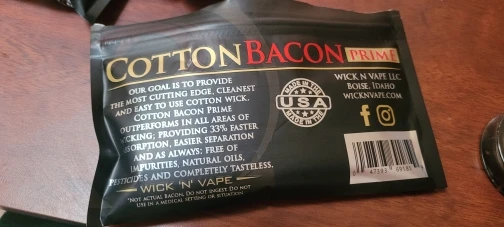 COTTON BACON PRIME
OUR GOAL IS TO PROVIDE
THE MOST CUTTING EDGE, CLEANEST
AND EASY TO USE COTTON WICK.
COTTON BACON PRIME
OUTPERFORMS IN ALL AREAS OF
WICKING; PROVIDING 33% FASTER
ABSORPTION, EASIER SEPARATION
AND AS ALWAYS: FREE OF
IMPURITIES, NATURAL OILS,
PESTICIDES AND COMPLETELY TASTELESS.
WICK 'N' VAPE
*NOT ACTUAL BACON. DO NOT INGEST. DO NOT
USE IN A MEDICAL SETTING OR SITUATION
MADE IN THE
USA
MADE IN THE
WICK N VAPE LLC
BOISE, IDAHO
WICKNVAPE.COM
f